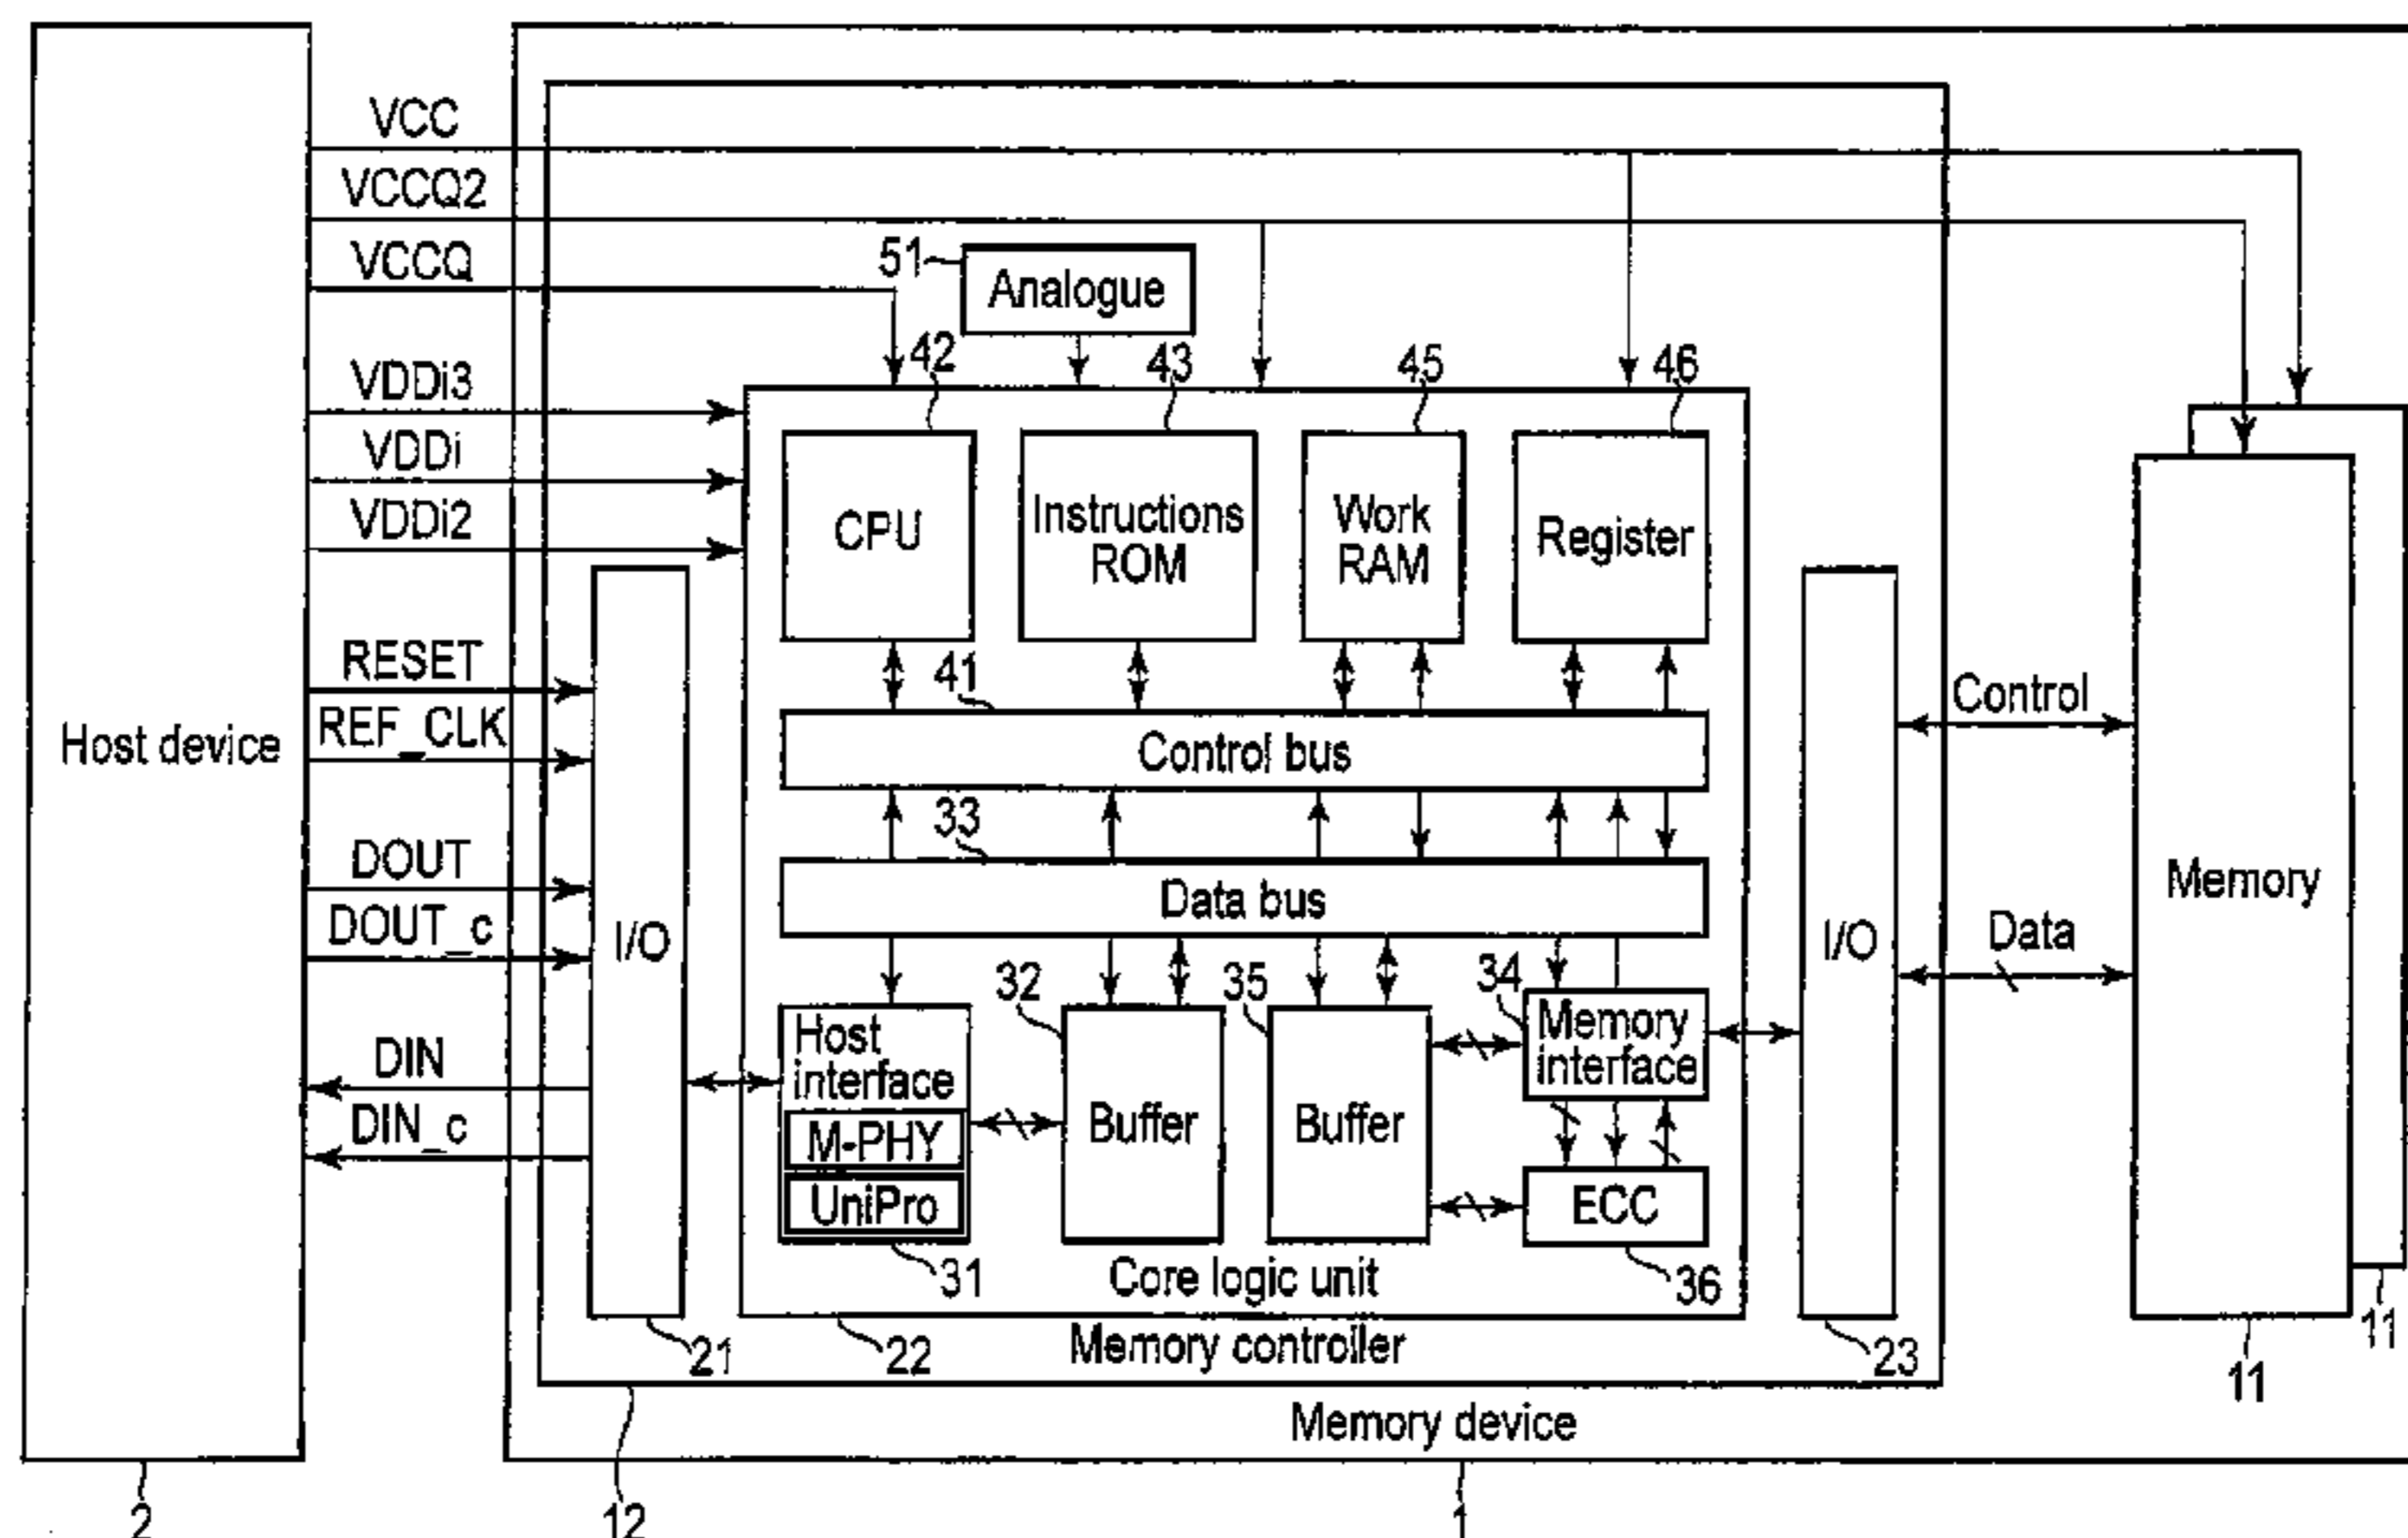 VCC
VCCQ2
VCCQ
51
Analogue
VDDi3
VDDi
VDDi2
42
43
45
46
CPU
Instructions
ROM
Work
RAM
Register
RESET
REF_CLK
Host device
41
Control bus
Control
33
Data bus
DOUT
DOUT_c
I/O
I/O
Data
Memory
32
35
34
Host
interface
M-PHY
UniPro
Buffer
Buffer
Memory
interface
ECC
DIN
DIN_c
31
Core logic unit
36
21
22
Memory controller
23
11
11
Memory device
2
12
1